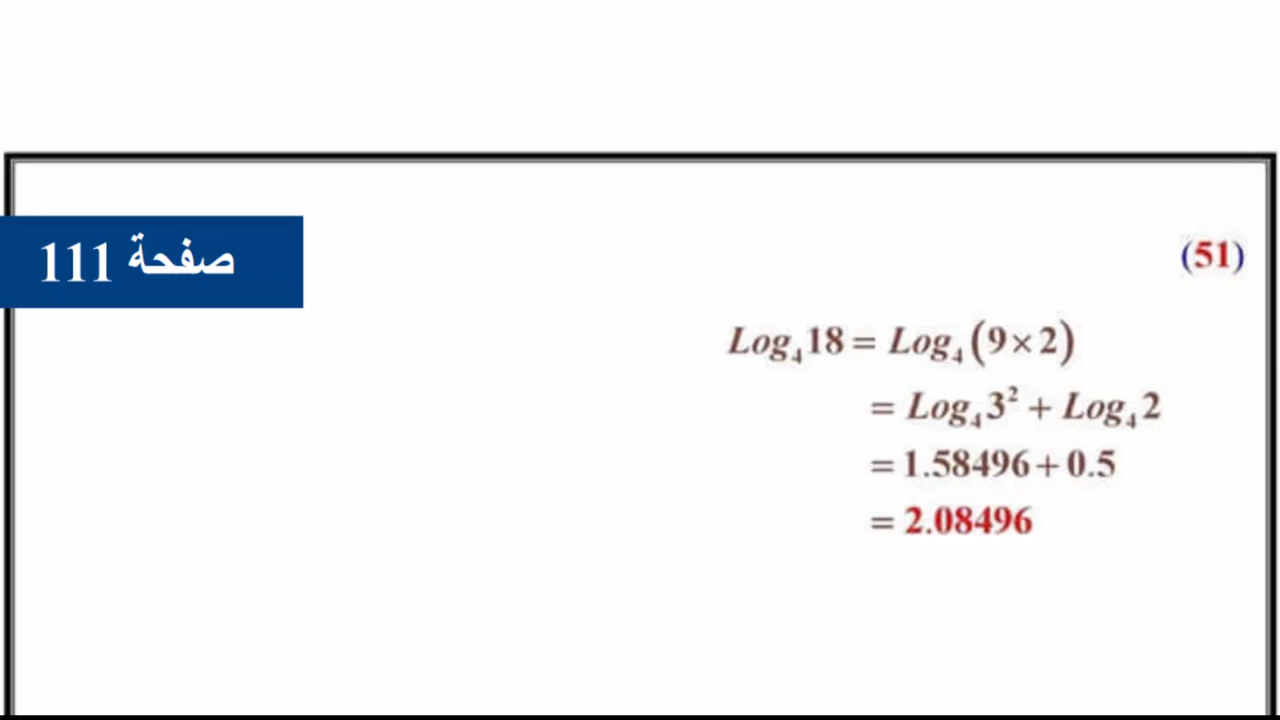 صفحة 111
(51)
Log₄18 = Log₄(9×2)
= Log₄3² + Log₄2
= 1.58496+0.5
= 2.08496